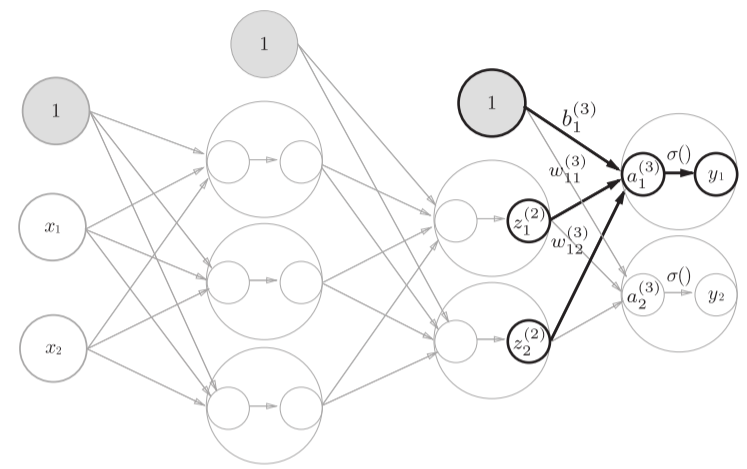 1
1
1
b₁⁽³⁾
σ()
w₁₁⁽³⁾
a₁⁽³⁾
y₁
x₁
z₁⁽²⁾
w₁₂⁽³⁾
σ()
a₂⁽³⁾
y₂
x₂
z₂⁽²⁾